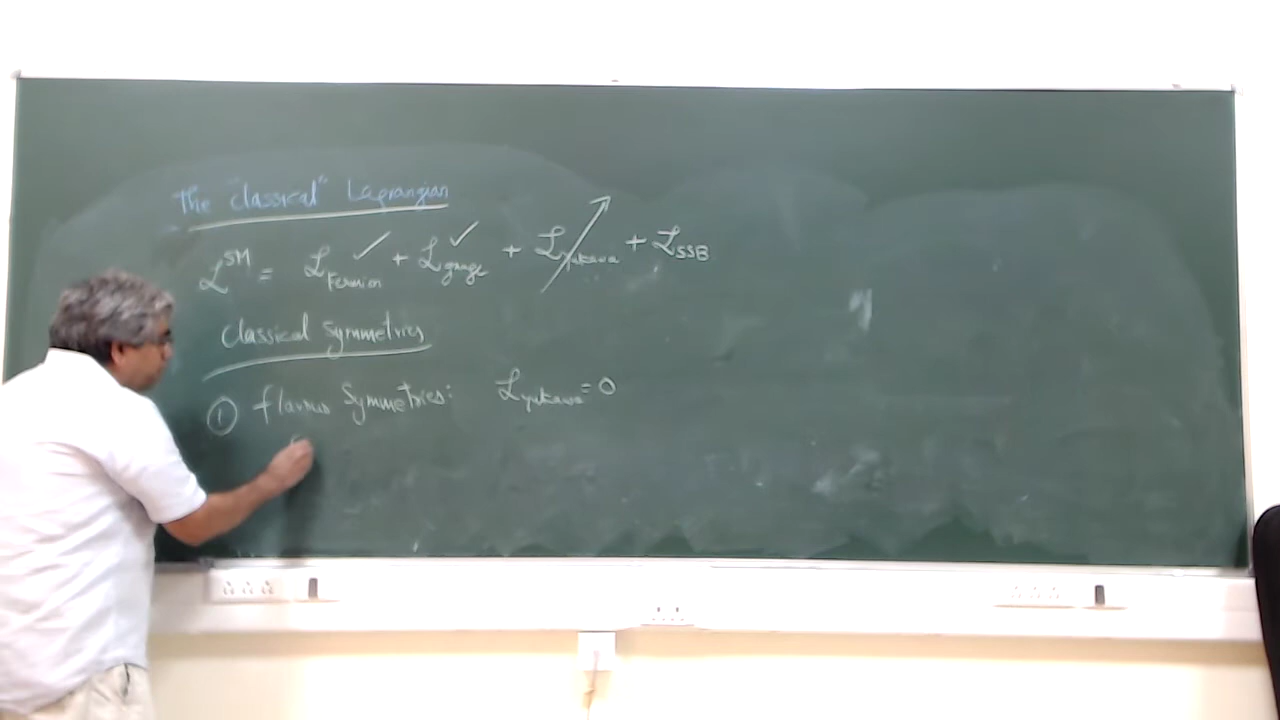 The "classical" Lagrangian
ℒ^SM = ℒ_Fermion ✓ + ℒ_gauge ✓ + ℒ_Yukawa + ℒ_SSB
Classical Symmetries
① flavour Symmetries: ℒ_yukawa = 0